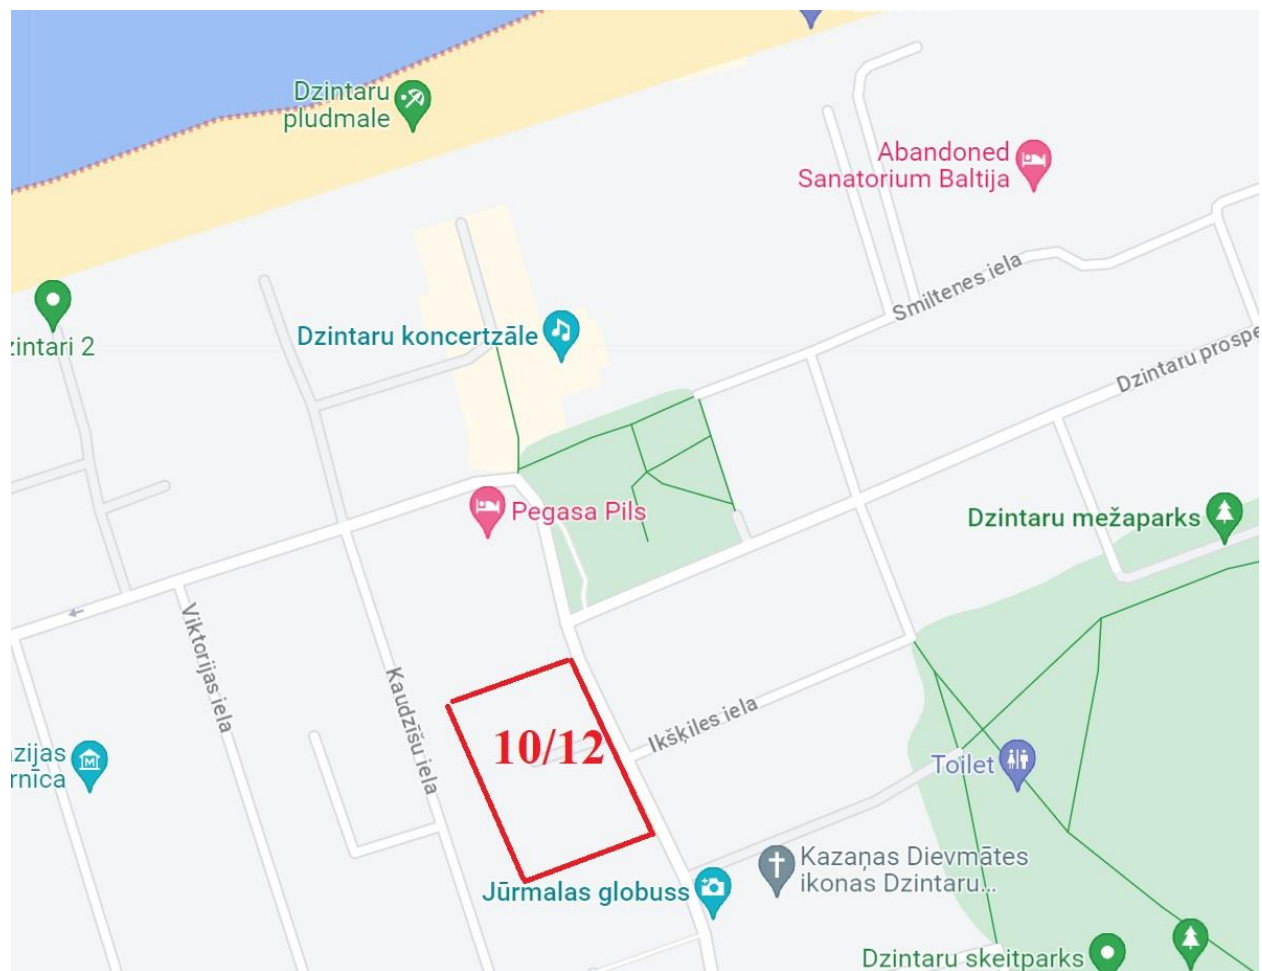 Dzintaru
pludmale
Abandoned
Sanatorium Baltija
Smiltenes iela
zintari 2
Dzintaru koncertzāle
Dzintaru prospe
Pegasa Pils
Dzintaru mežaparks
Viktorijas iela
Kaudzīšu iela
10/12
Ikšķiles iela
zijas
rnīca
Toilet
Kazaņas Dievmātes
ikonas Dzintaru...
Jūrmalas globuss
Dzintaru skeitparks